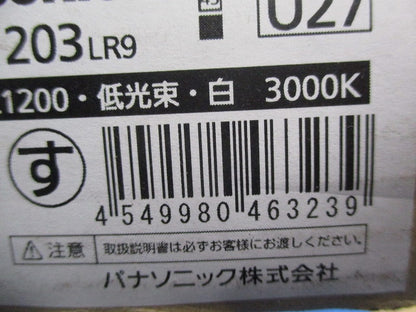 45
U27
203 LR9
1200・低光束・白 3000K
す
4 549980 463239
注意 取扱説明書は必ずお客様にお渡しください。
パナソニック株式会社